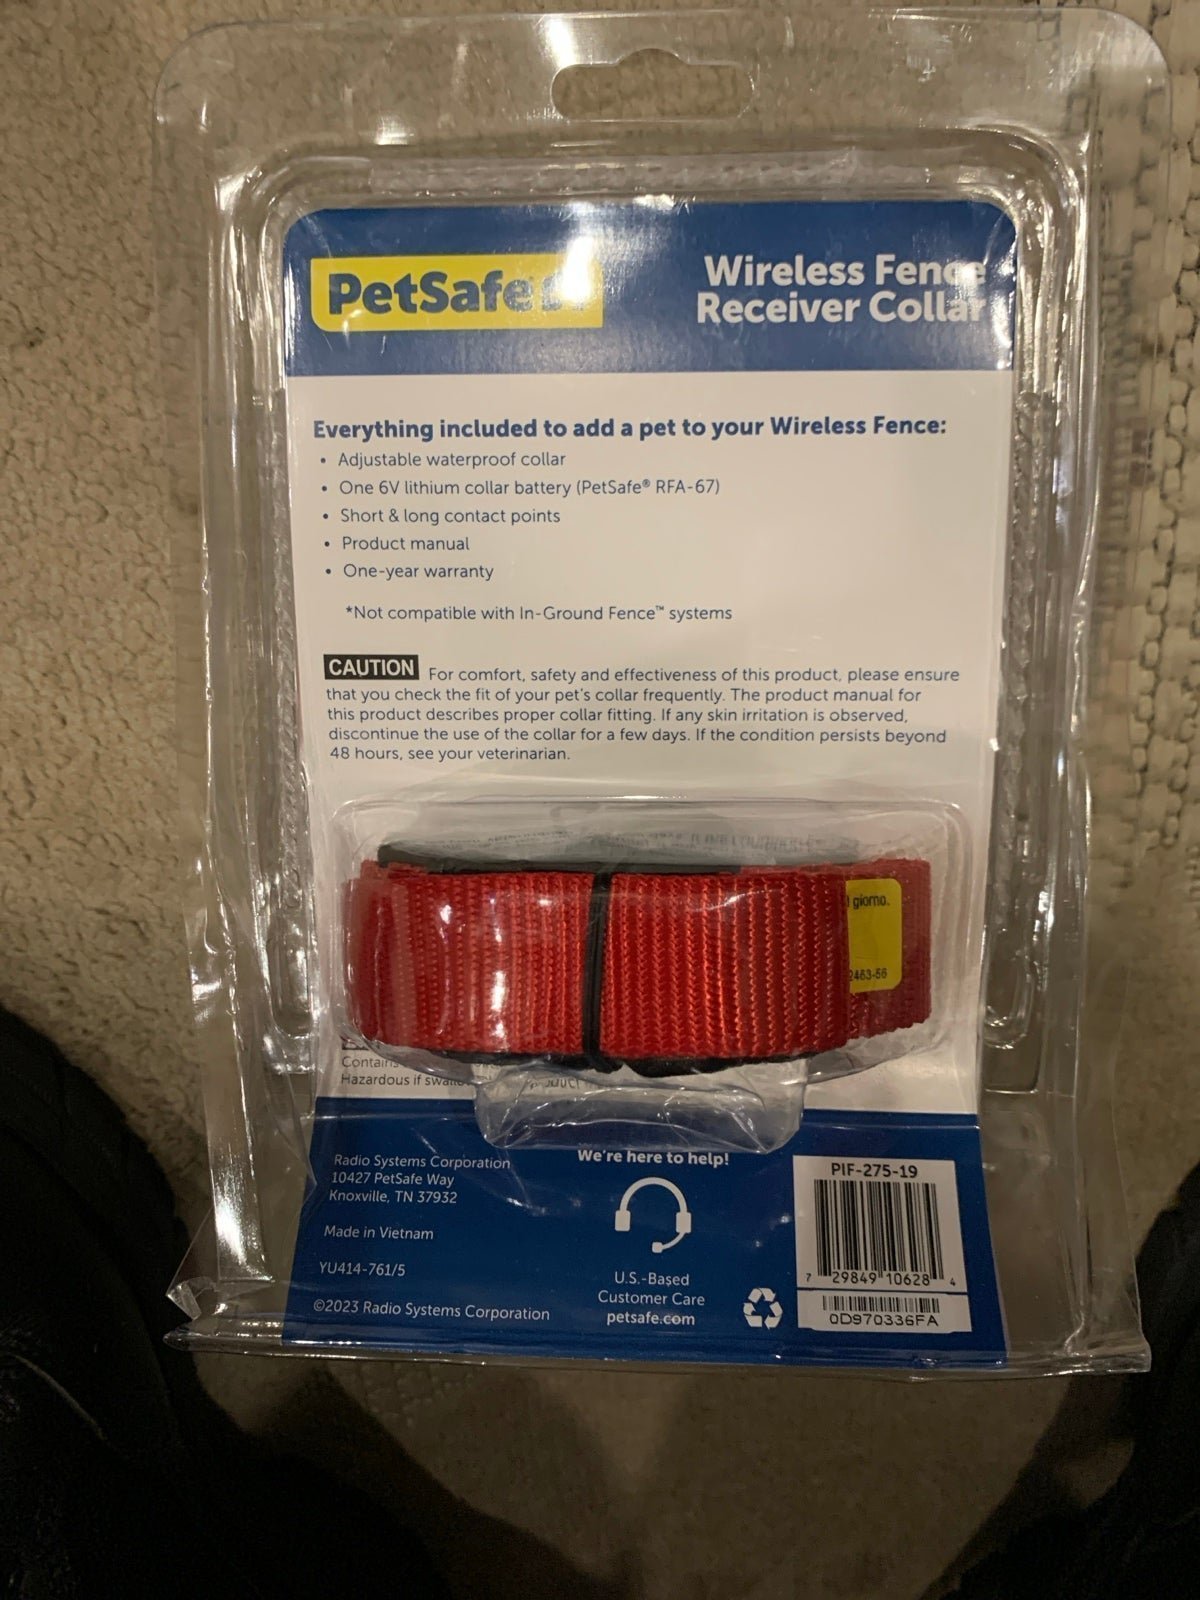 PetSafe
Wireless Fence
Receiver Collar
Everything included to add a pet to your Wireless Fence:
• Adjustable waterproof collar
• One 6V lithium collar battery (PetSafe® RFA-67)
• Short & long contact points
• Product manual
• One-year warranty
*Not compatible with In-Ground Fence™ systems
CAUTION For comfort, safety and effectiveness of this product, please ensure
that you check the fit of your pet's collar frequently. The product manual for
this product describes proper collar fitting. If any skin irritation is observed,
discontinue the use of the collar for a few days. If the condition persists beyond
48 hours, see your veterinarian.
giorno.
2463-56
Contains
Hazardous if
Radio Systems Corporation
10427 PetSafe Way
Knoxville, TN 37932
Made in Vietnam
YU414-761/5
©2023 Radio Systems Corporation
We're here to help!
U.S.-Based
Customer Care
petsafe.com
PIF-275-19
7 29849 10628 4
0D970336FA